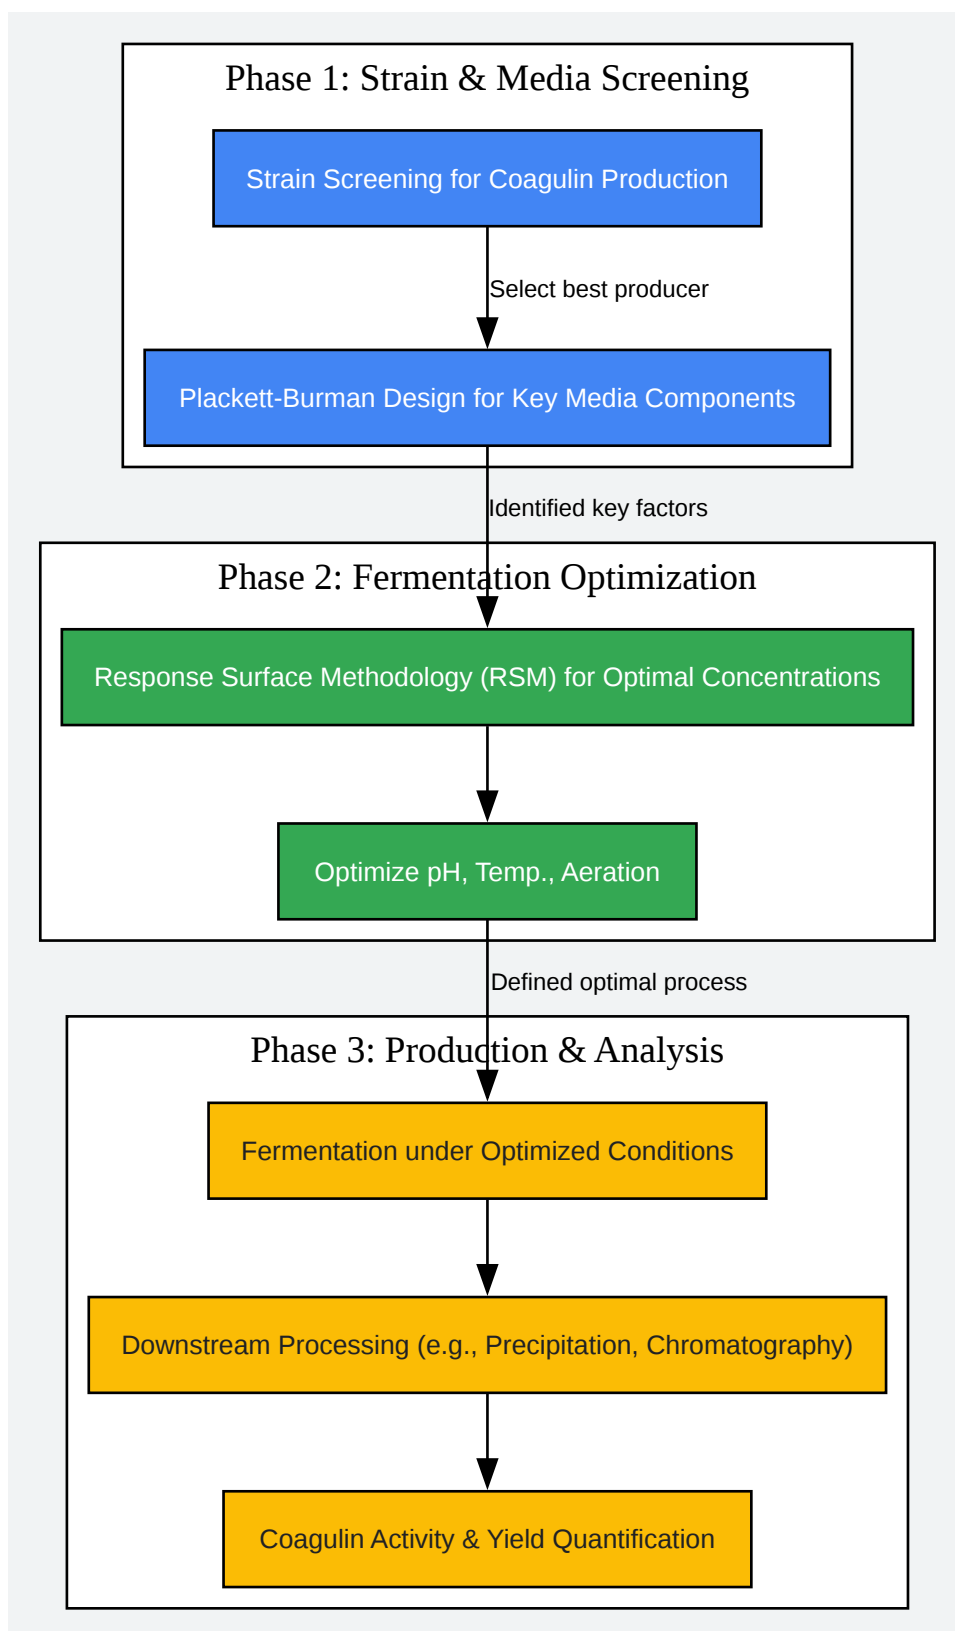 Phase 1: Strain & Media Screening
Strain Screening for Coagulin Production
Select best producer
Plackett-Burman Design for Key Media Components
Identified key factors
Phase 2: Fermentation Optimization
Response Surface Methodology (RSM) for Optimal Concentrations
Optimize pH, Temp., Aeration
Defined optimal process
Phase 3: Production & Analysis
Fermentation under Optimized Conditions
Downstream Processing (e.g., Precipitation, Chromatography)
Coagulin Activity & Yield Quantification